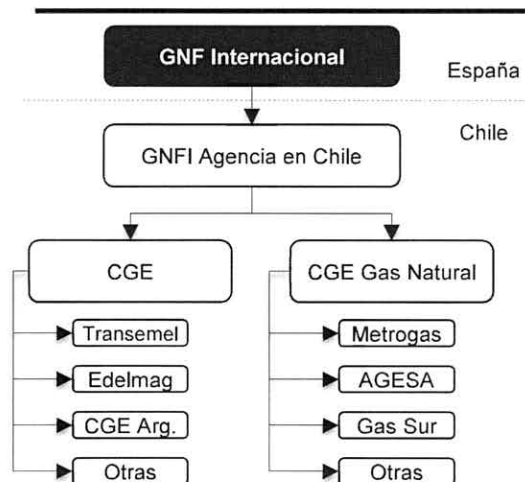 GNF Internacional
España
Chile
GNFI Agencia en Chile
CGE
CGE Gas Natural
Transemel
Metrogas
Edelmag
AGESA
CGE Arg.
Gas Sur
Otras
Otras